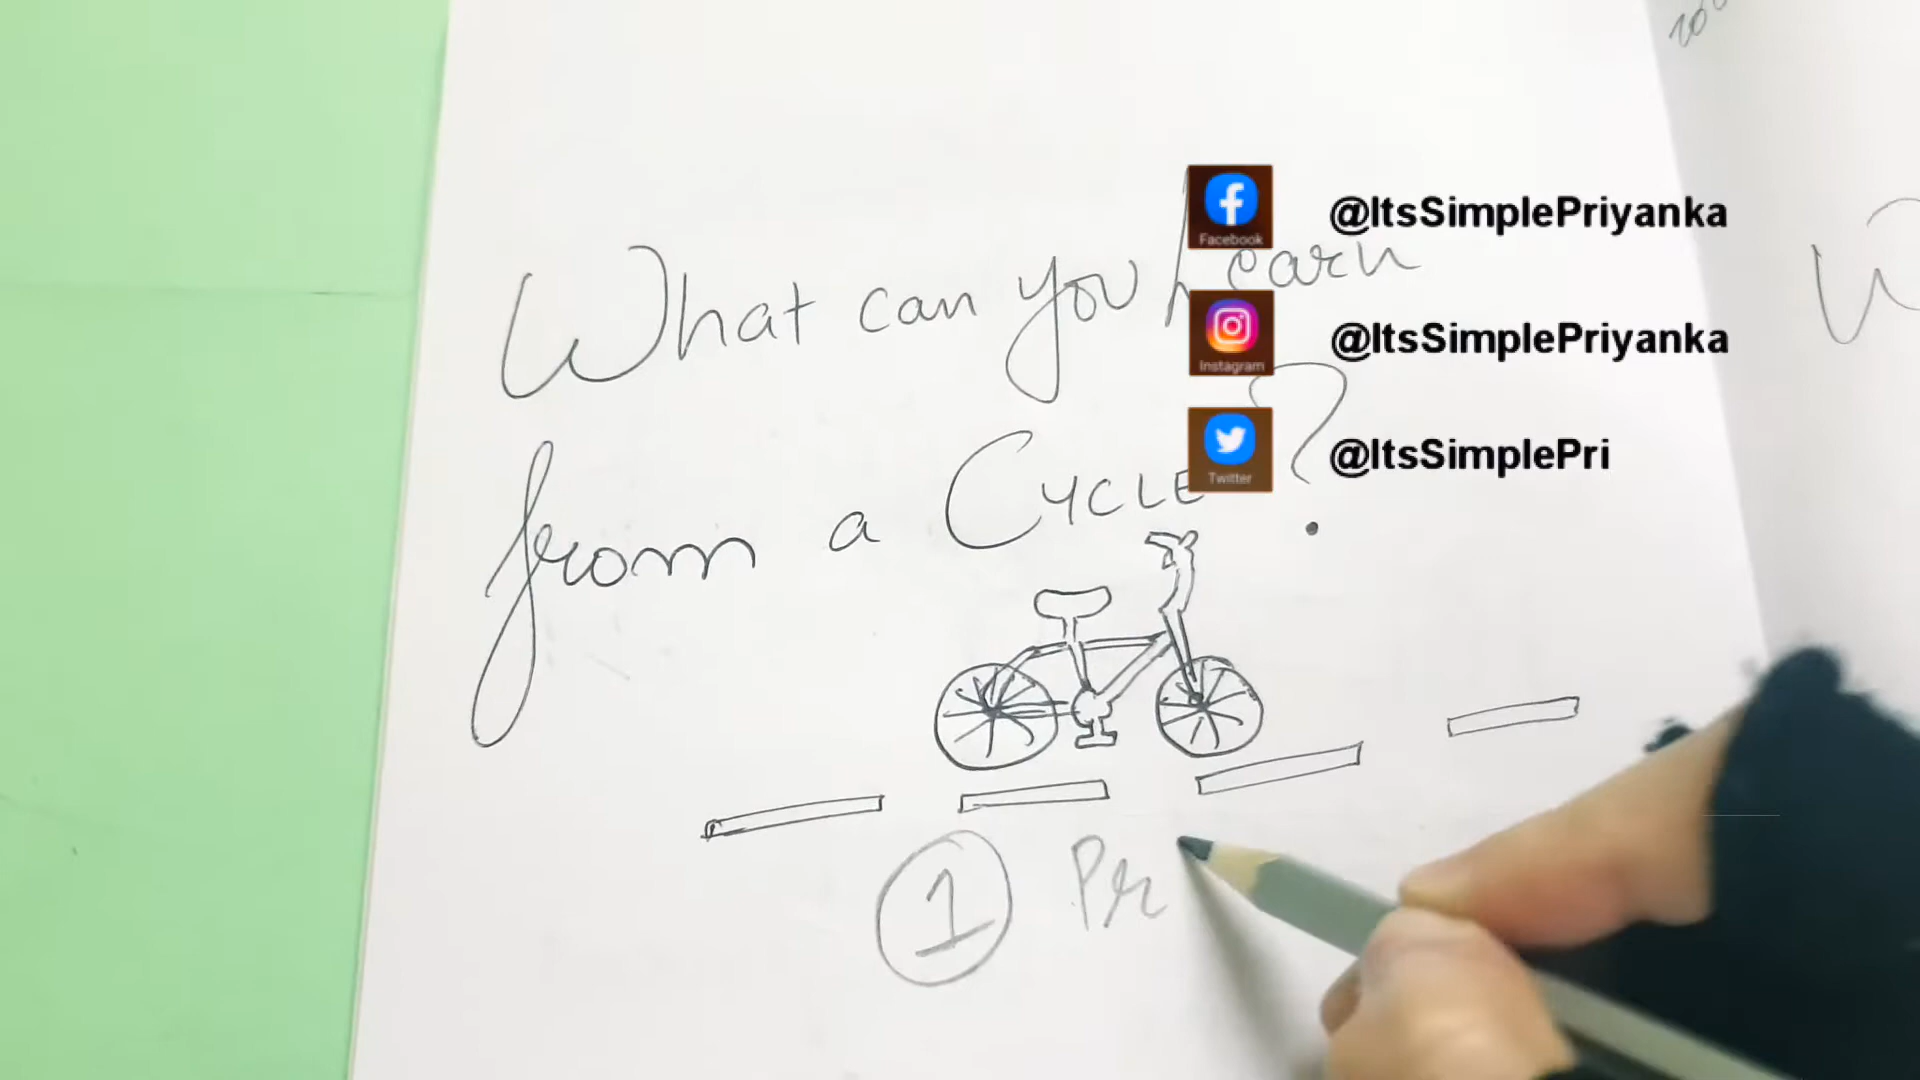 What can you Learn
from a CYCLE?
1 Pr
Facebook @ItsSimplePriyanka
Instagram @ItsSimplePriyanka
Twitter @ItsSimplePri